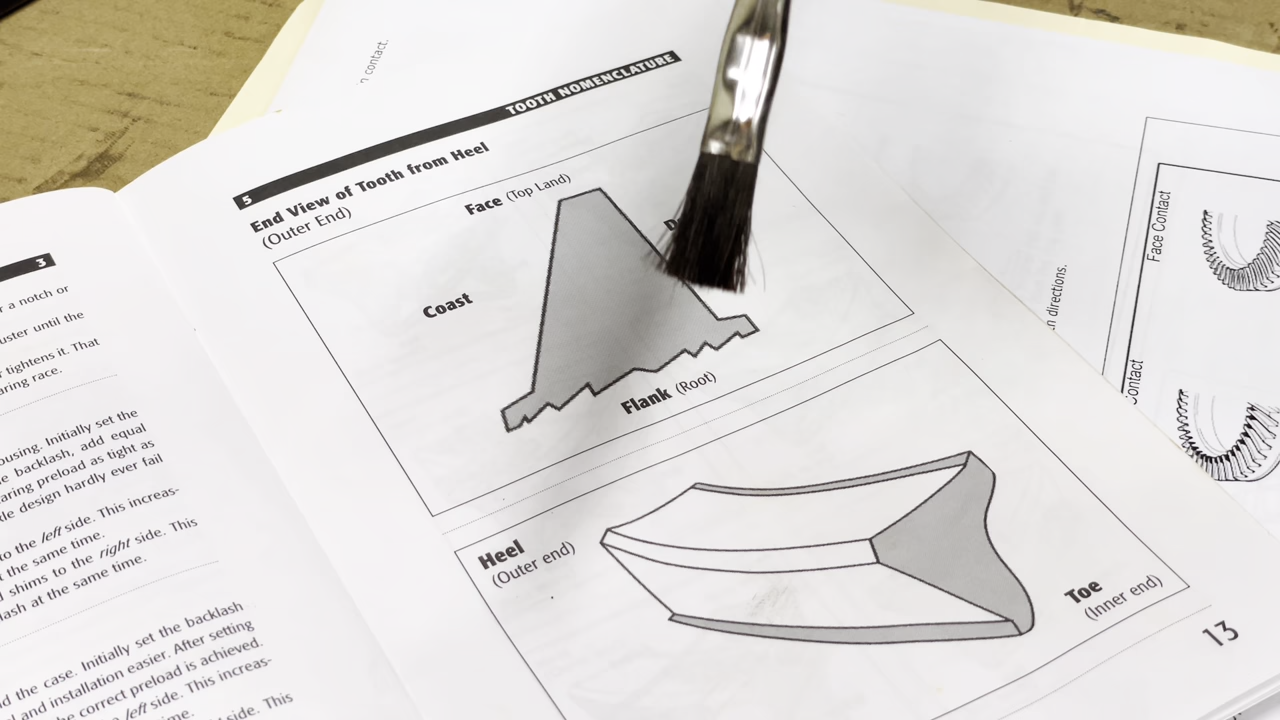 n contact.
5 TOOTH NOMENCLATURE
End View of Tooth from Heel
(Outer End)
Face (Top Land)
Coast
Flank (Root)
Heel
(Outer end)
Toe
(Inner end)
13
3
r a notch or
uster until the
r tightens it. That
aring race.
ousing. Initially set the
e backlash, add equal
aring preload as tight as
le design hardly ever fail
to the left side. This increas-
t the same time.
l shims to the right side. This
lash at the same time.
d the case. Initially set the backlash
l and installation easier. After setting
he correct preload is achieved.
e left side. This increas-
time.
t side. This
n directions.
Face Contact
Contact